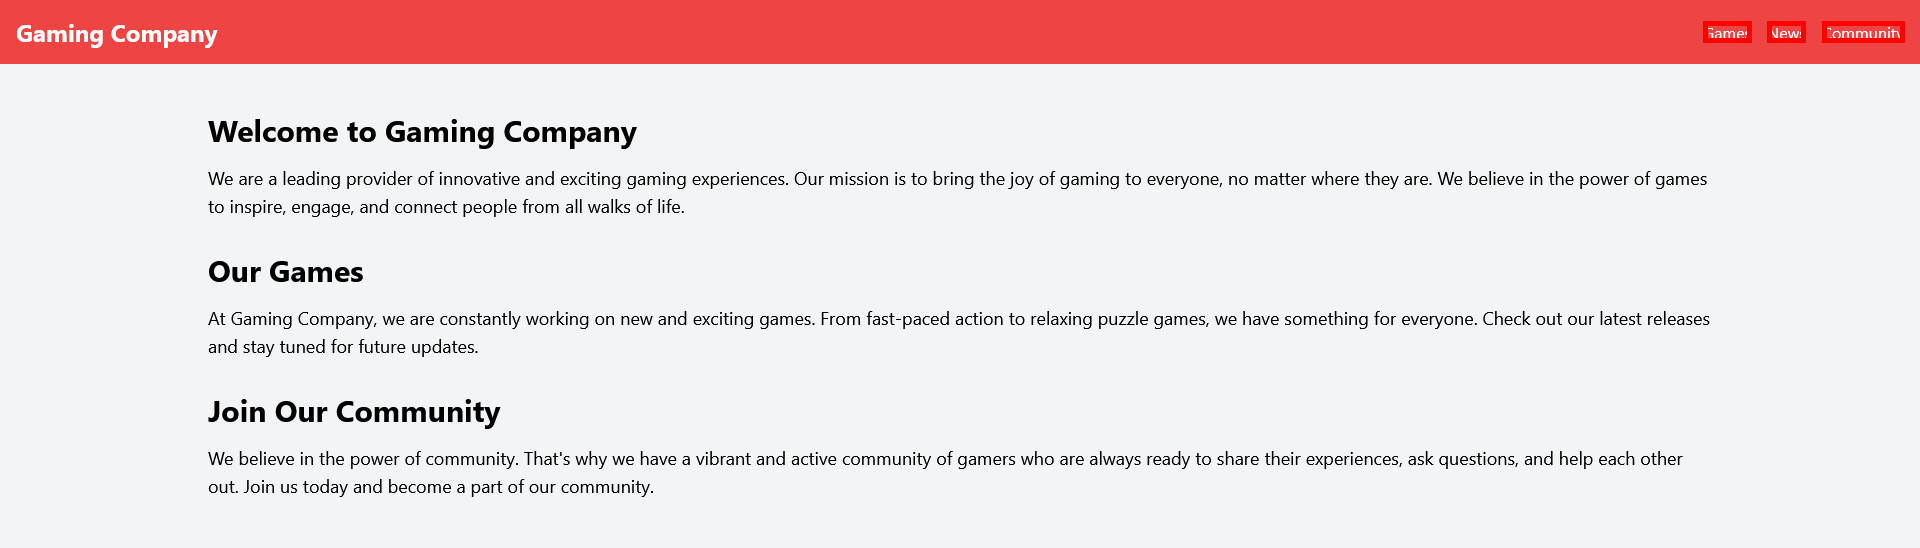 Gaming Company
Games News Community
Welcome to Gaming Company
We are a leading provider of innovative and exciting gaming experiences. Our mission is to bring the joy of gaming to everyone, no matter where they are. We believe in the power of games
to inspire, engage, and connect people from all walks of life.
Our Games
At Gaming Company, we are constantly working on new and exciting games. From fast-paced action to relaxing puzzle games, we have something for everyone. Check out our latest releases
and stay tuned for future updates.
Join Our Community
We believe in the power of community. That's why we have a vibrant and active community of gamers who are always ready to share their experiences, ask questions, and help each other
out. Join us today and become a part of our community.